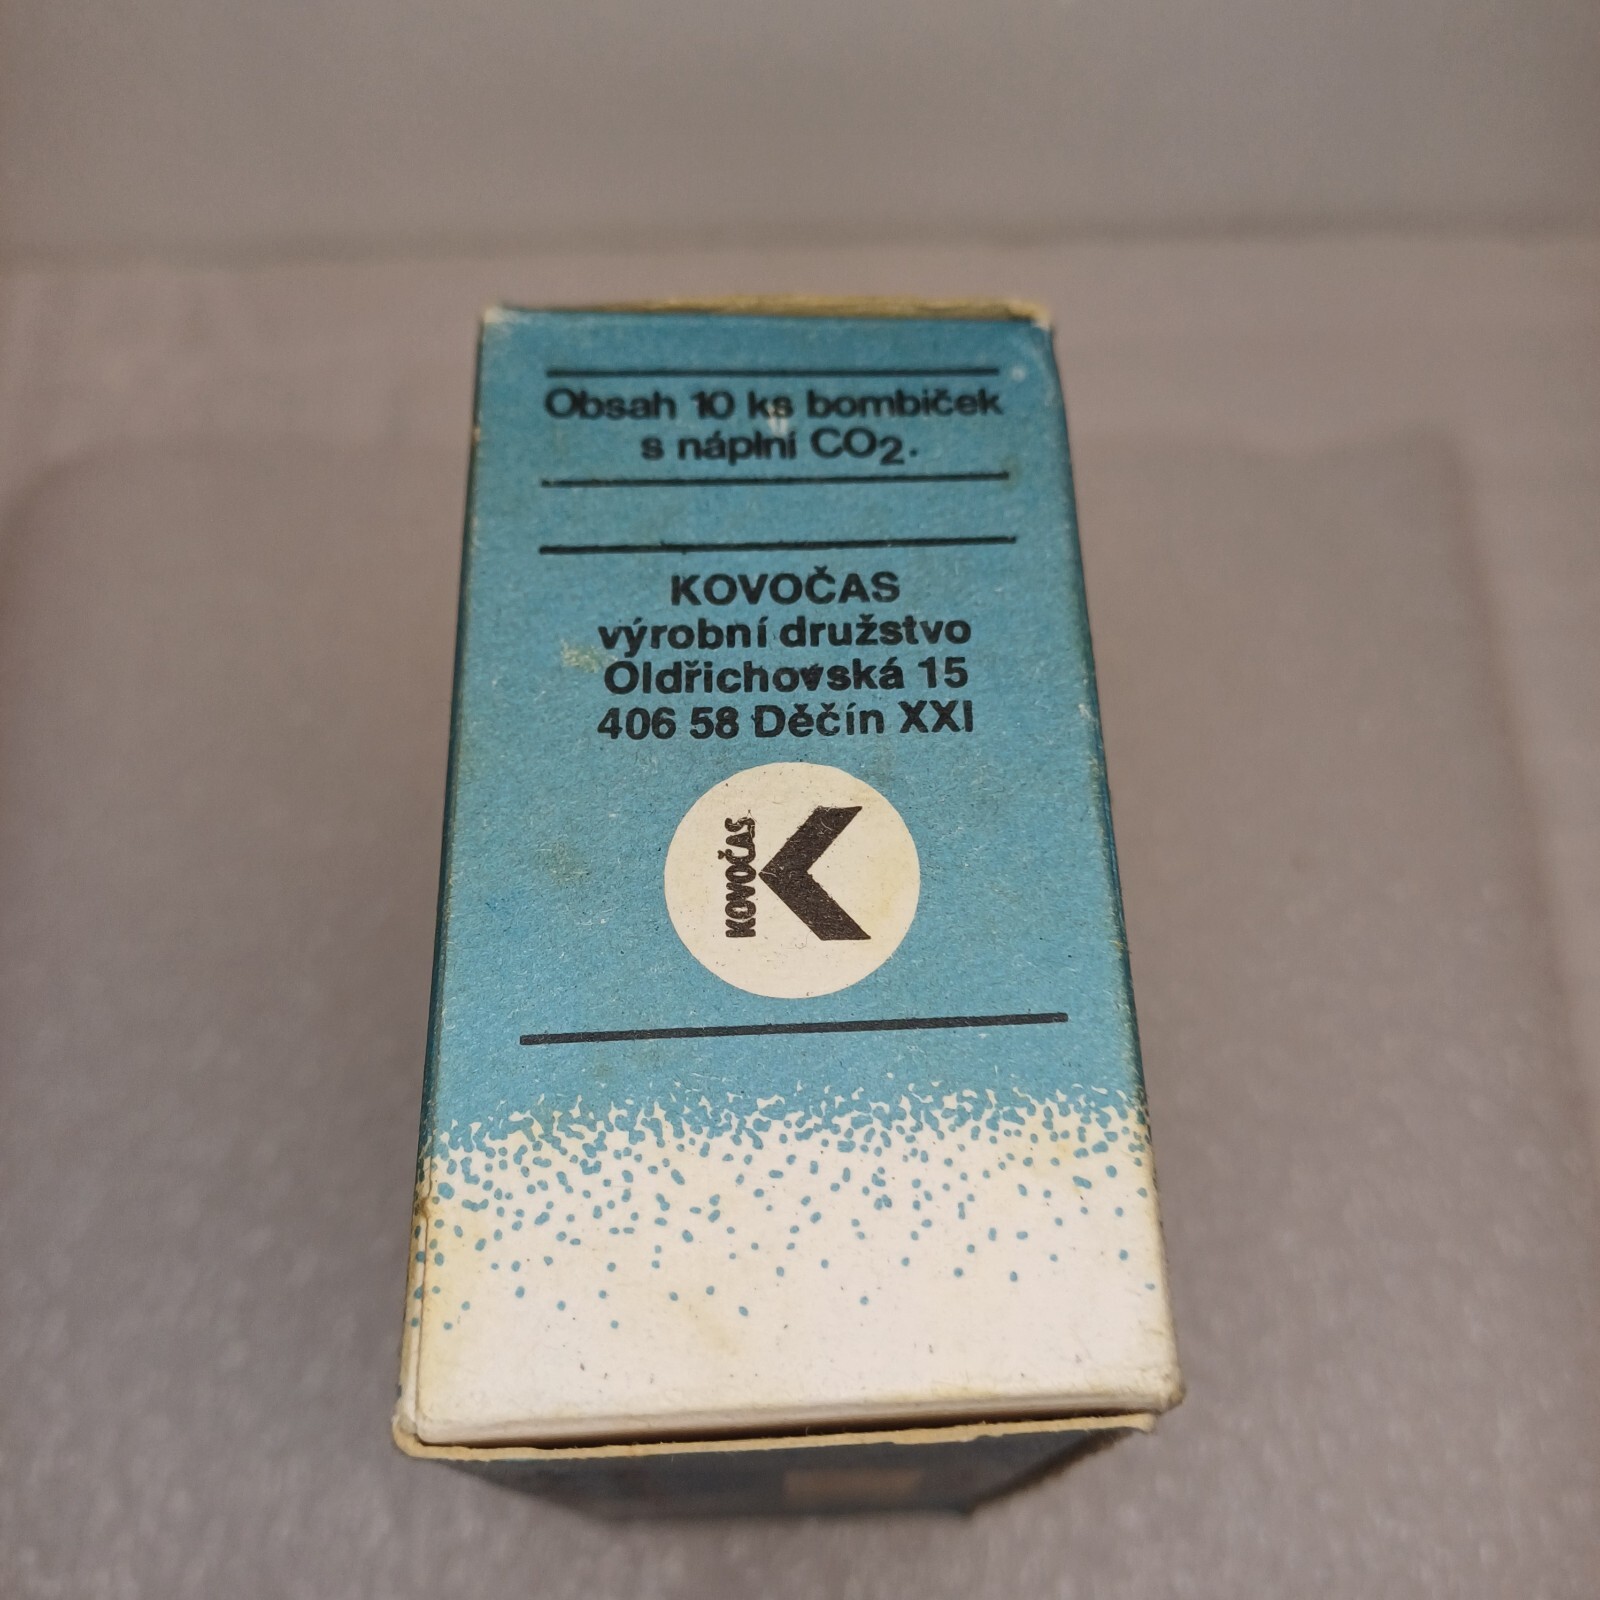 Obsah 10 ks bombiček
s náplní CO₂.
KOVOČAS
výrobní družstvo
Oldřichovská 15
406 58 Děčín XXI
KOVOČAS